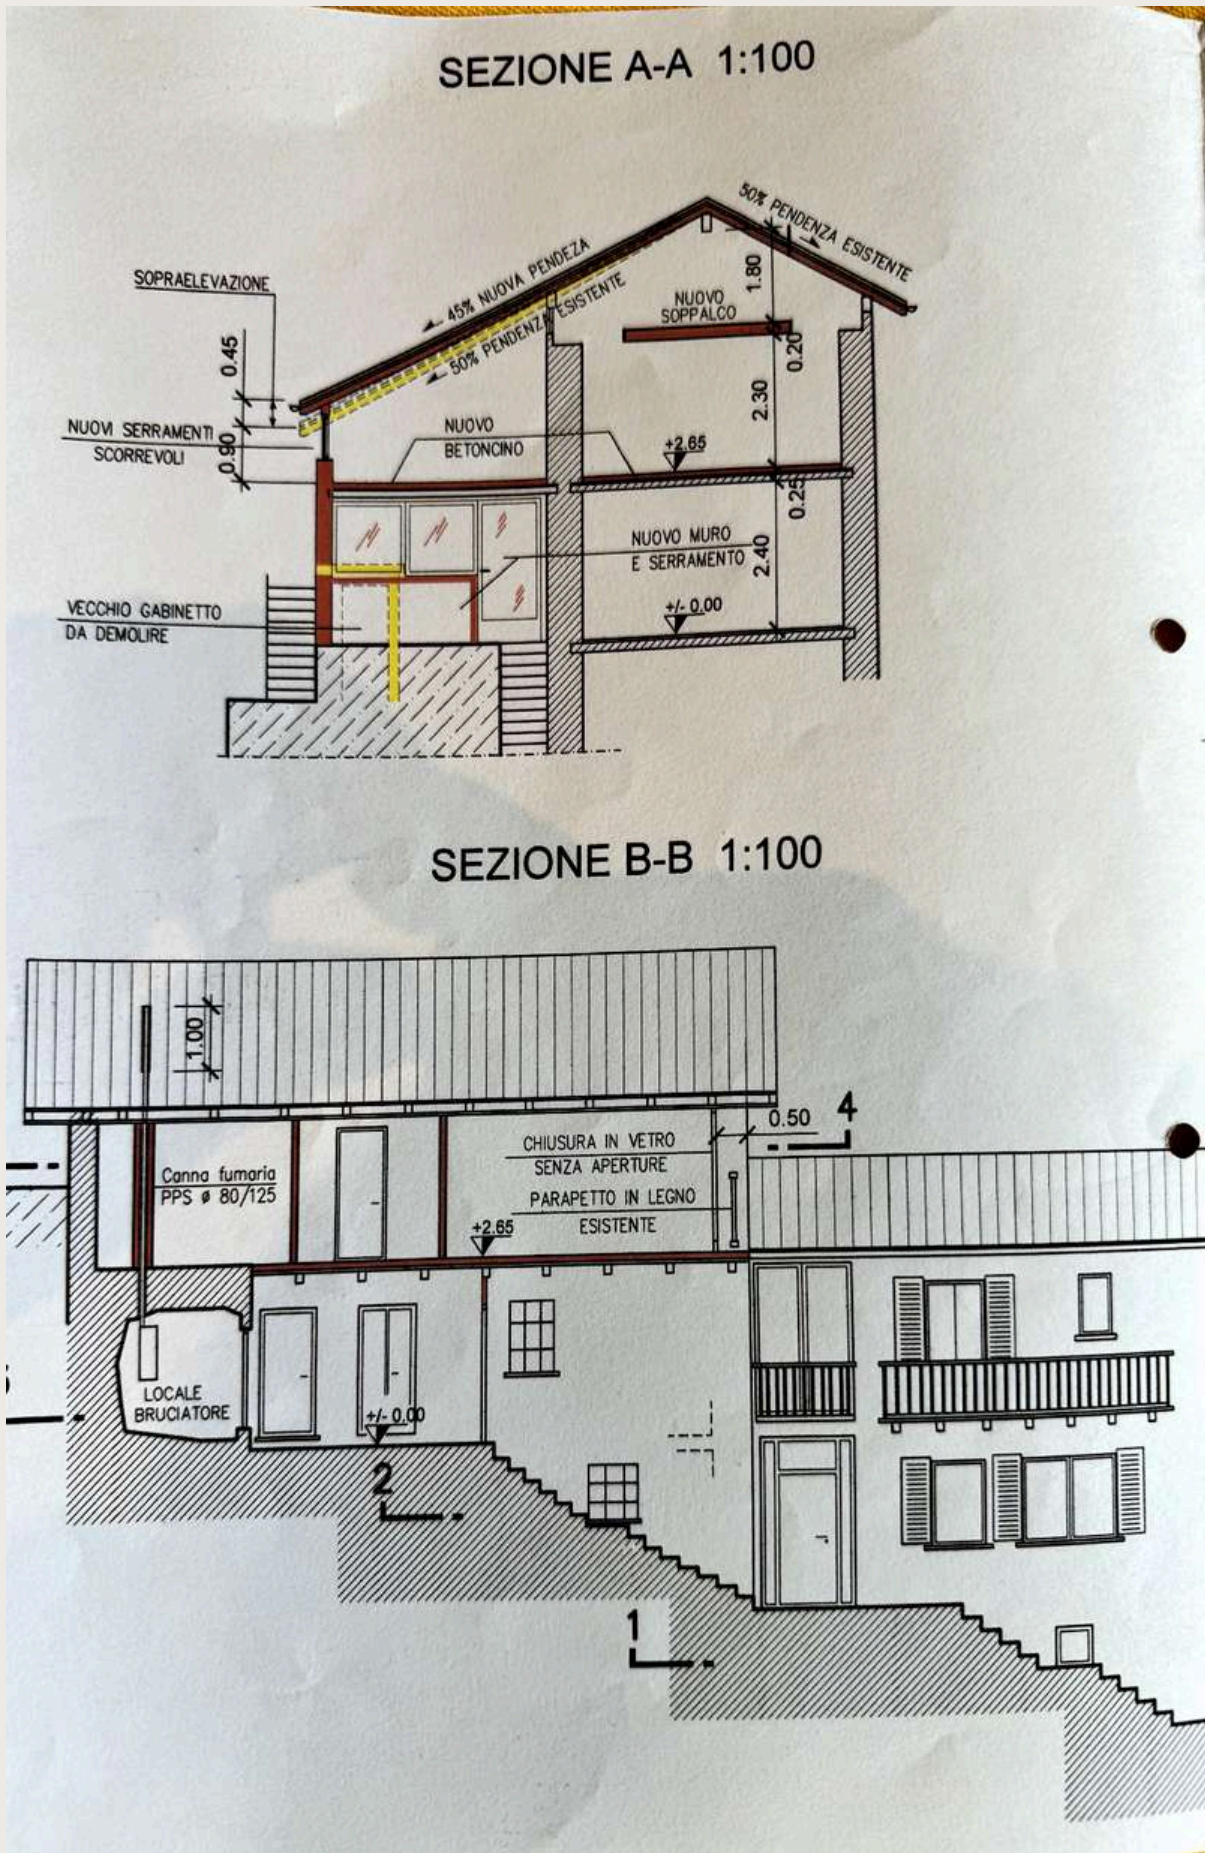 SEZIONE A-A 1:100
50% PENDENZA ESISTENTE
45% NUOVA PENDEZA
50% PENDENZA ESISTENTE
SOPRAELEVAZIONE
1.80
NUOVO
SOPPALCO
0.45
0.20
2.30
NUOVI SERRAMENTI
SCORREVOLI
0.90
NUOVO
BETONCINO
+2.65
0.25
NUOVO MURO
E SERRAMENTO
2.40
VECCHIO GABINETTO
DA DEMOLIRE
+/- 0.00
SEZIONE B-B 1:100
1.00
0.50
4
CHIUSURA IN VETRO
SENZA APERTURE
Canna fumaria
PPS ø 80/125
PARAPETTO IN LEGNO
ESISTENTE
+2.65
LOCALE
BRUCIATORE
+/- 0.00
2
1